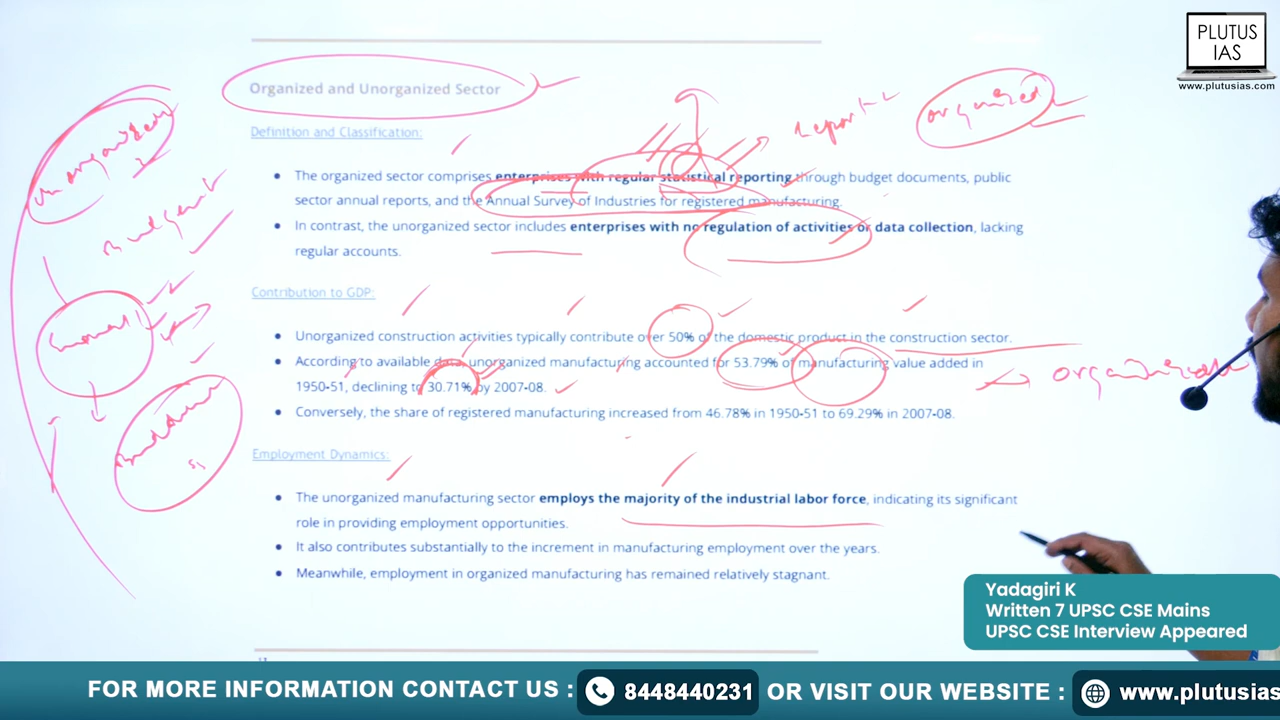 PLUTUS
IAS
www.plutusias.com
Organized and Unorganized Sector
organized
Definition and Classification:
unorganized
The organized sector comprises enterprises with regular statistical reporting through budget documents, public
sector annual reports, and the Annual Survey of Industries for registered manufacturing.
In contrast, the unorganized sector includes enterprises with no regulation of activities or data collection, lacking
regular accounts.
Contribution to GDP:
Unorganized construction activities typically contribute over 50% of the domestic product in the construction sector.
According to available data, unorganized manufacturing accounted for 53.79% of manufacturing value added in
1950-51, declining to 30.71% by 2007-08.
Conversely, the share of registered manufacturing increased from 46.78% in 1950-51 to 69.29% in 2007-08.
Employment Dynamics:
The unorganized manufacturing sector employs the majority of the industrial labor force, indicating its significant
role in providing employment opportunities.
It also contributes substantially to the increment in manufacturing employment over the years.
Meanwhile, employment in organized manufacturing has remained relatively stagnant.
Yadagiri K
Written 7 UPSC CSE Mains
UPSC CSE Interview Appeared
FOR MORE INFORMATION CONTACT US : 8448440231 OR VISIT OUR WEBSITE : www.plutusias